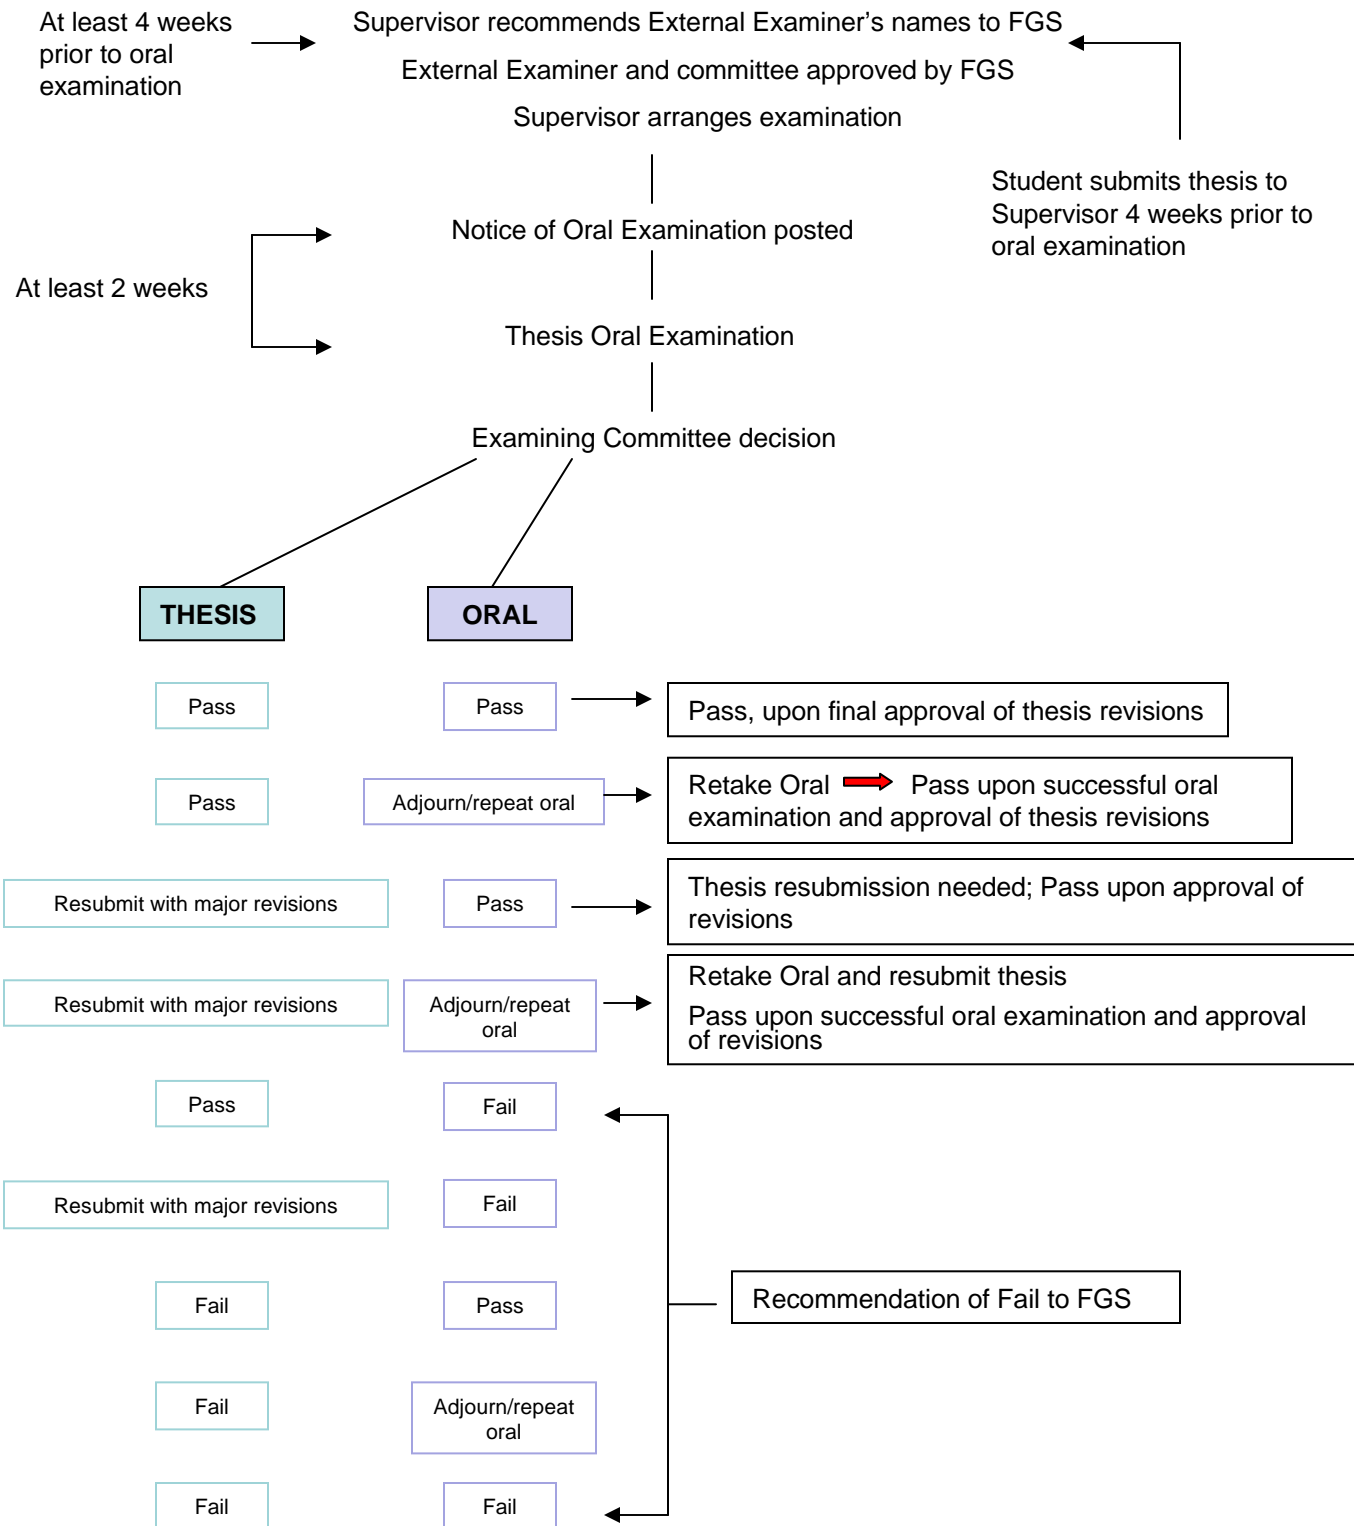 At least 4 weeks
prior to oral
examination
Supervisor recommends External Examiner’s names to FGS
External Examiner and committee approved by FGS
Supervisor arranges examination
Student submits thesis to
Supervisor 4 weeks prior to
oral examination
Notice of Oral Examination posted
At least 2 weeks
Thesis Oral Examination
Examining Committee decision
THESIS
ORAL
Pass
Pass
Pass, upon final approval of thesis revisions
Pass
Adjourn/repeat oral
Retake Oral Pass upon successful oral
examination and approval of thesis revisions
Resubmit with major revisions
Pass
Thesis resubmission needed; Pass upon approval of
revisions
Resubmit with major revisions
Adjourn/repeat
oral
Retake Oral and resubmit thesis
Pass upon successful oral examination and approval
of revisions
Pass
Fail
Resubmit with major revisions
Fail
Fail
Pass
Recommendation of Fail to FGS
Fail
Adjourn/repeat
oral
Fail
Fail